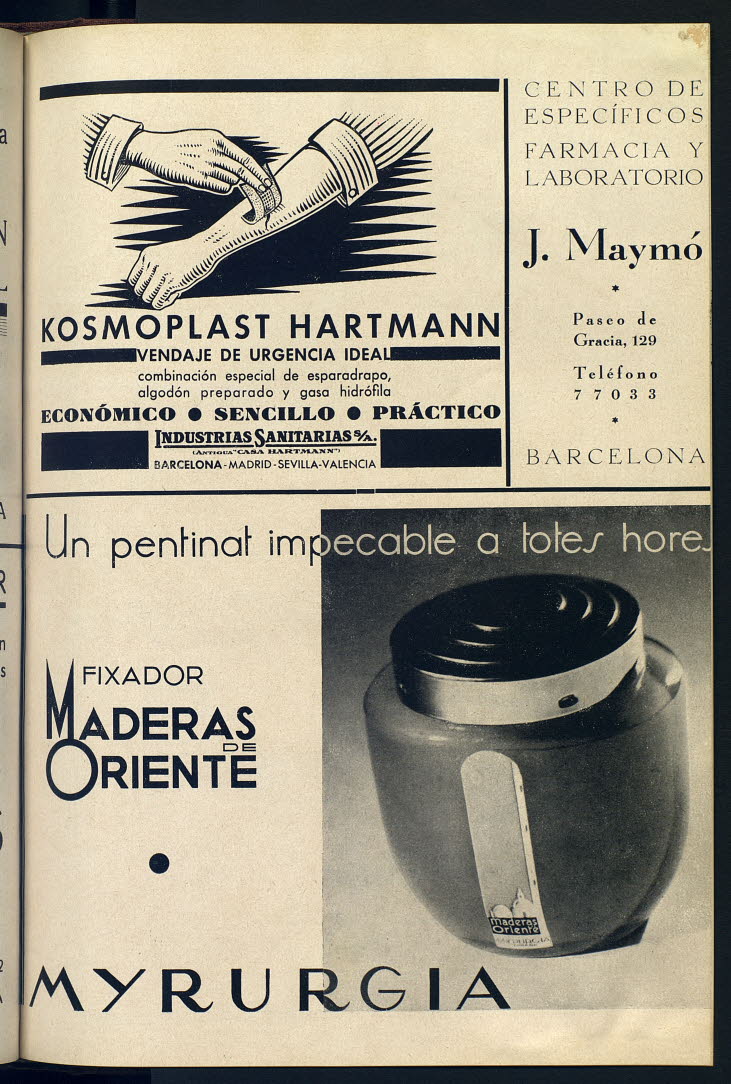 KOSMOPLAST HARTMANN
VENDAJE DE URGENCIA IDEAL
combinación especial de esparadrapo,
algodón preparado y gasa hidrófila
ECONÓMICO ● SENCILLO ● PRÁCTICO
INDUSTRIAS SANITARIAS S/A.
(ANTIGUA "CASA HARTMANN")
BARCELONA-MADRID-SEVILLA-VALENCIA
CENTRO DE
ESPECÍFICOS
FARMACIA Y
LABORATORIO
J. Maymó
*
Paseo de
Gracia, 129
Teléfono
77033
*
BARCELONA
Un pentinat impecable a totes hores
FIXADOR
MADERAS
DE
ORIENTE
maderas
Oriente
MYRURGIA
MYRURGIA